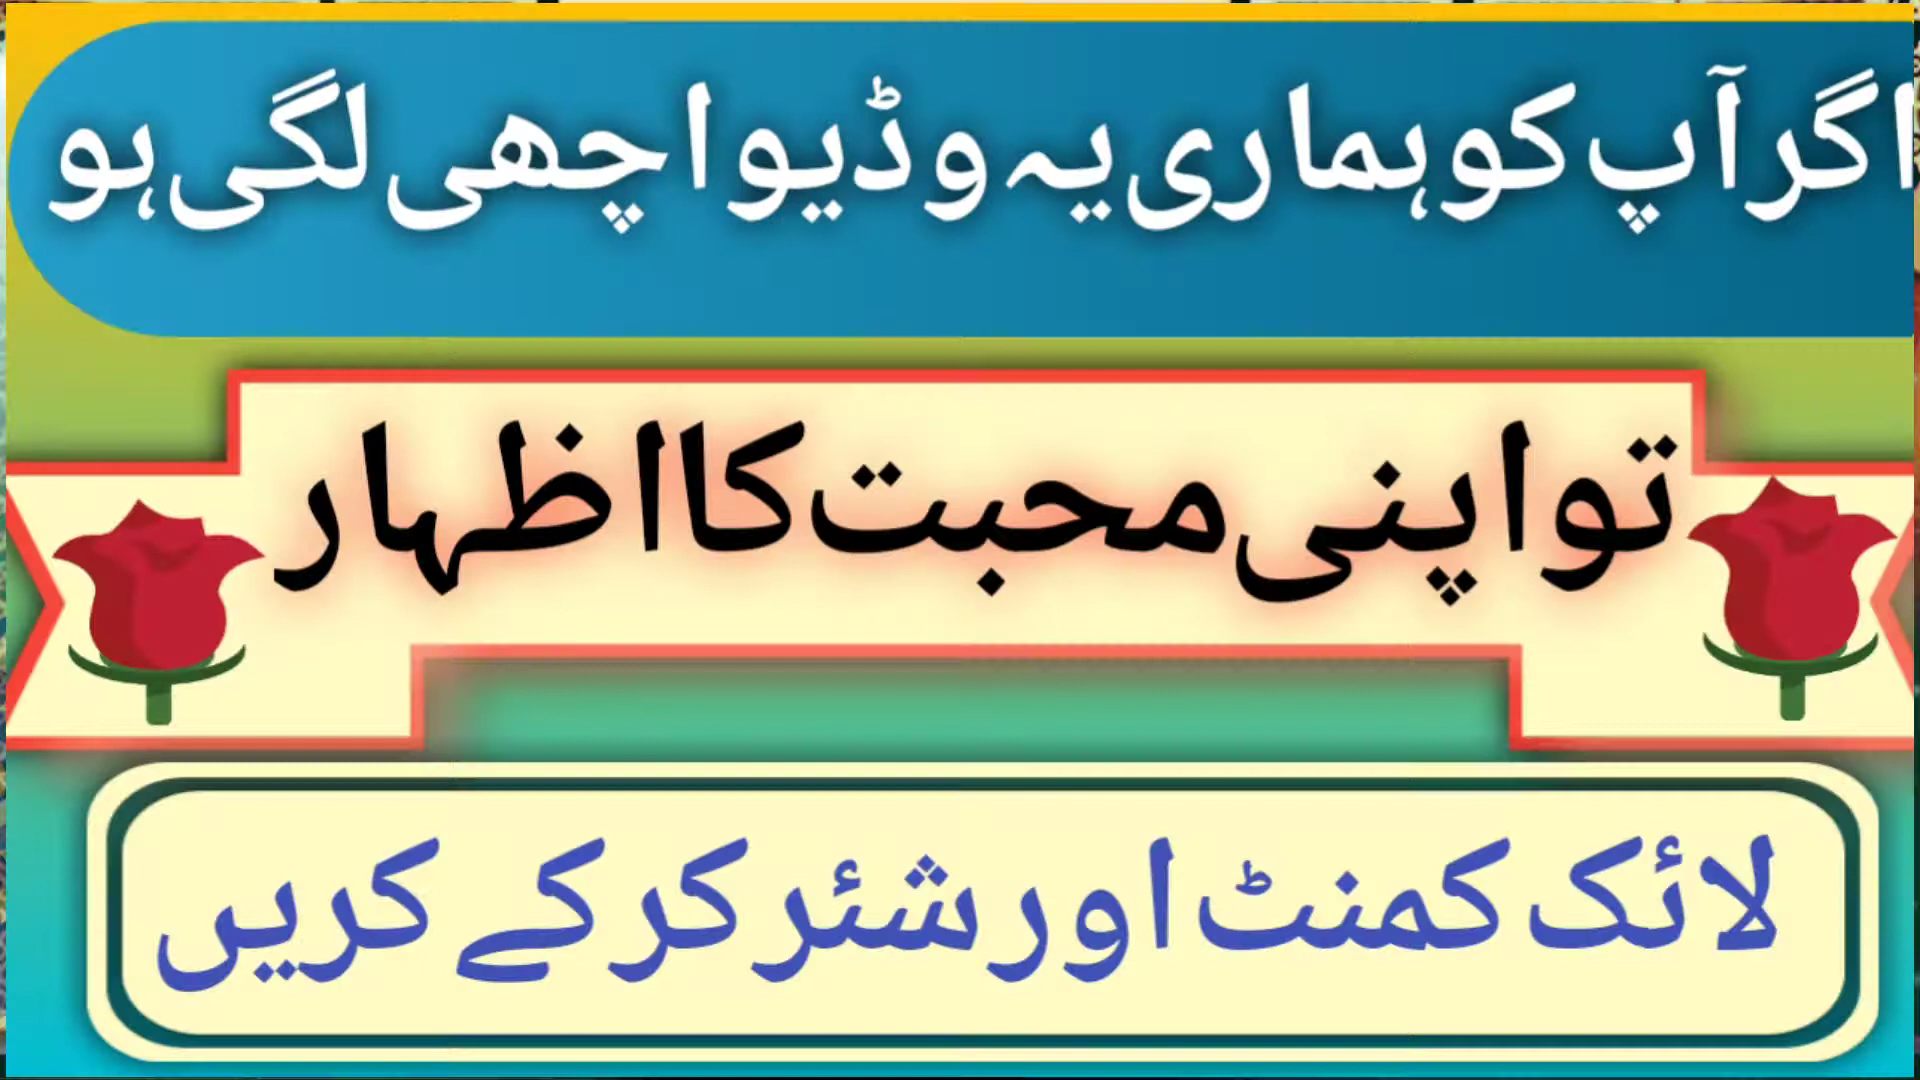 اگر آپ کو ہماری یہ وڈیو اچھی لگی ہو
تو اپنی محبت کا اظہار
لائک کمنٹ اور شئر کر کے کریں